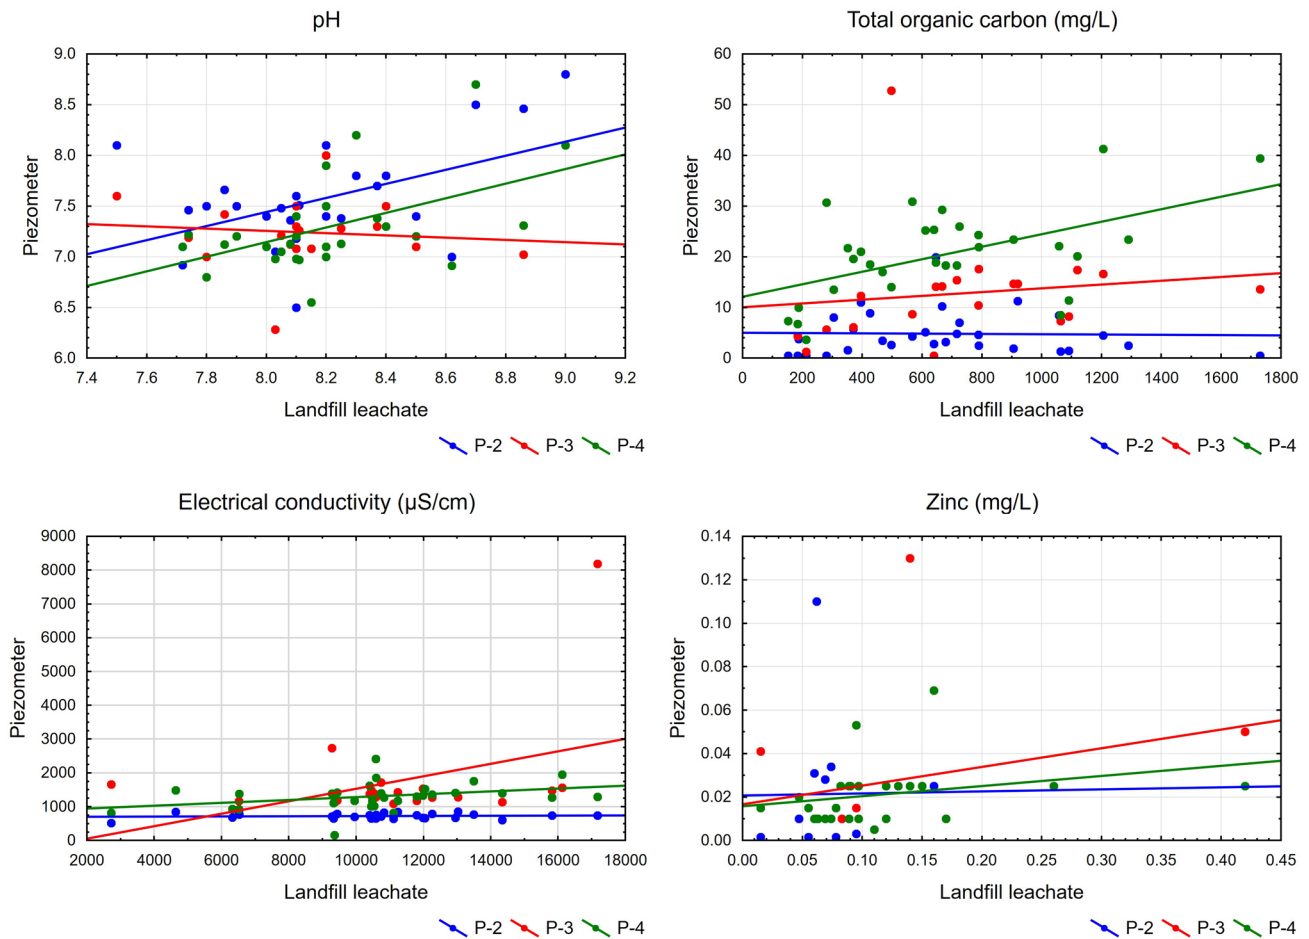 pH
Piezometer
9.0
8.5
8.0
7.5
7.0
6.5
6.0
7.4 7.6 7.8 8.0 8.2 8.4 8.6 8.8 9.0 9.2
Landfill leachate
P-2 P-3 P-4
Total organic carbon (mg/L)
Piezometer
60
50
40
30
20
10
0
0 200 400 600 800 1000 1200 1400 1600 1800
Landfill leachate
P-2 P-3 P-4
Electrical conductivity (µS/cm)
Piezometer
9000
8000
7000
6000
5000
4000
3000
2000
1000
0
2000 4000 6000 8000 10000 12000 14000 16000 18000
Landfill leachate
P-2 P-3 P-4
Zinc (mg/L)
Piezometer
0.14
0.12
0.10
0.08
0.06
0.04
0.02
0.00
0.00 0.05 0.10 0.15 0.20 0.25 0.30 0.35 0.40 0.45
Landfill leachate
P-2 P-3 P-4